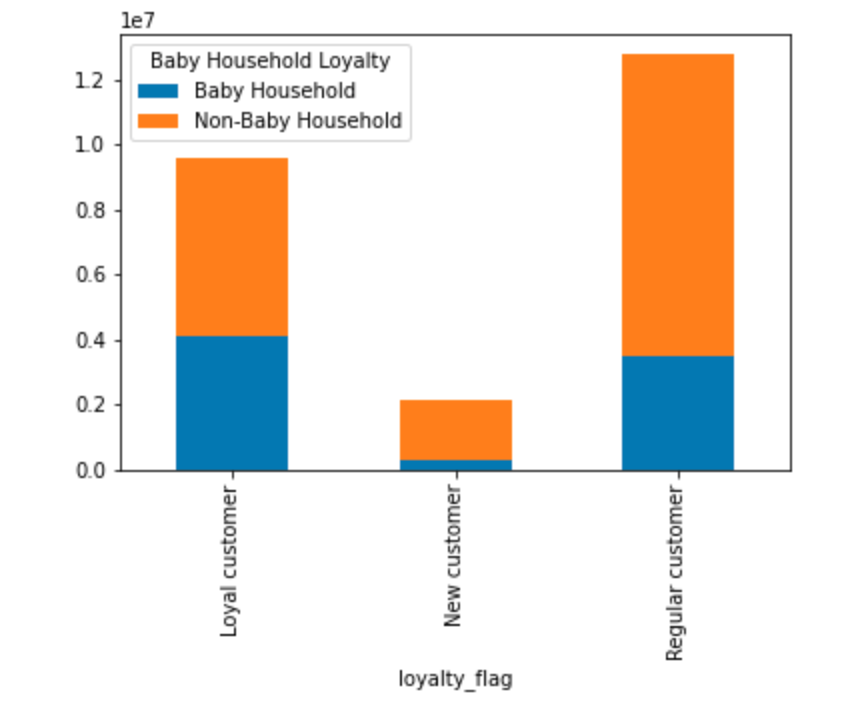 1e7
Baby Household Loyalty
Baby Household
Non-Baby Household
1.2
1.0
0.8
0.6
0.4
0.2
0.0
Loyal customer
New customer
Regular customer
loyalty_flag